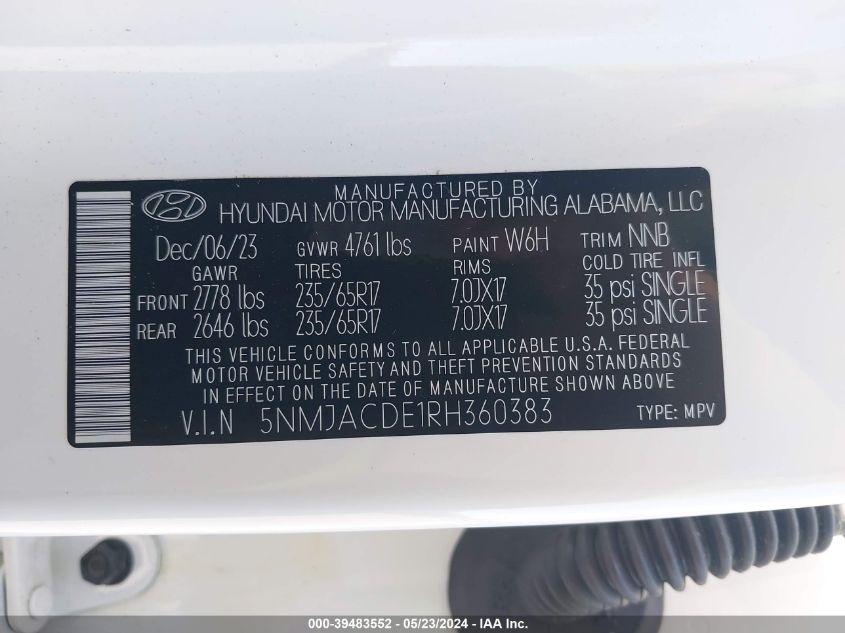 MANUFACTURED BY
HYUNDAI MOTOR MANUFACTURING ALABAMA, LLC
Dec/06/23 GVWR 4761 lbs PAINT W6H TRIM NNB
GAWR TIRES RIMS COLD TIRE INFL
FRONT 2778 lbs 235/65R17 7.0JX17 35 psi SINGLE
REAR 2646 lbs 235/65R17 7.0JX17 35 psi SINGLE
THIS VEHICLE CONFORMS TO ALL APPLICABLE U.S.A. FEDERAL
MOTOR VEHICLE SAFETY AND THEFT PREVENTION STANDARDS
IN EFFECT ON THE DATE OF MANUFACTURE SHOWN ABOVE.
V.I.N 5NMJACDE1RH360383 TYPE: MPV
000-39483552 / 05/23/2024 - IAA Inc.